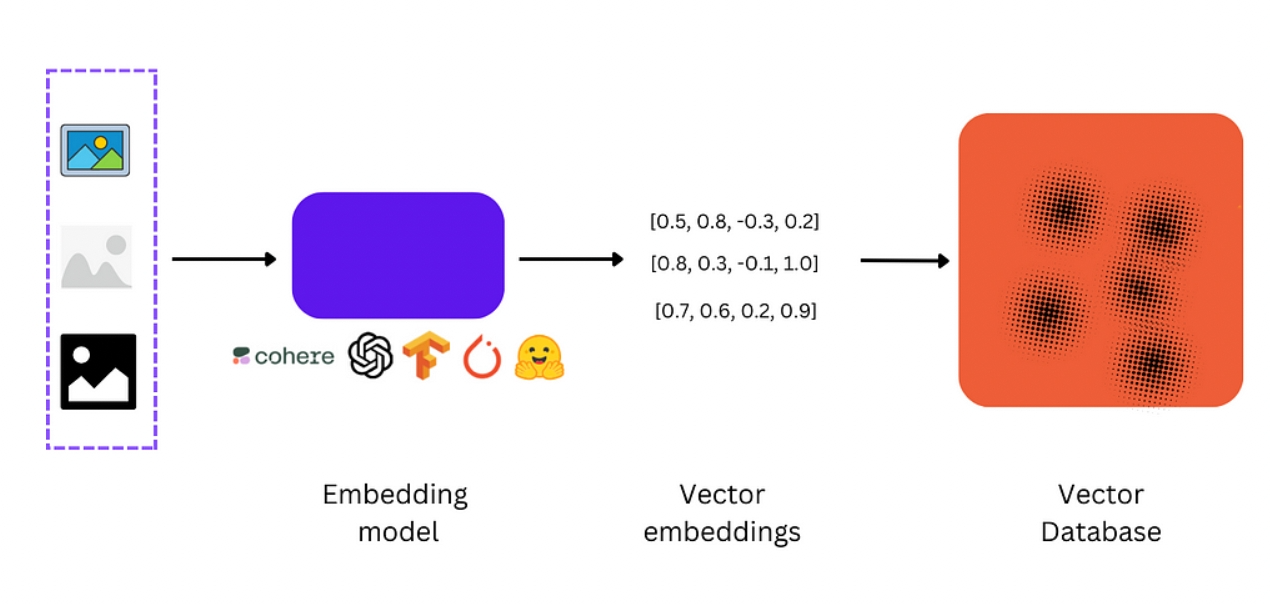 [0.5, 0.8, -0.3, 0.2]
[0.8, 0.3, -0.1, 1.0]
[0.7, 0.6, 0.2, 0.9]
cohere
Embedding
model
Vector
embeddings
Vector
Database